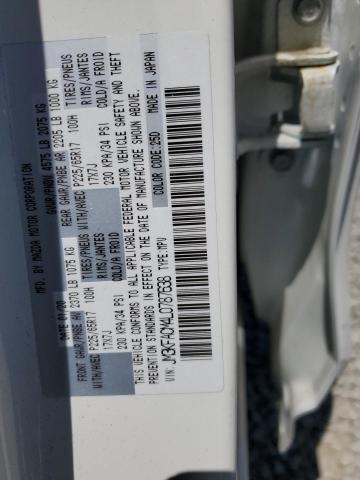 MFD. BY MAZDA MOTOR CORPORATION
DATE 01/20 GVWR/PNBV 4575 LB 2075 KG
FRONT GAWR/PNBE AV 2370 LB 1075 KG REAR GAWR/PNBE AR 2205 LB 1000 KG
WITH/AVEC P225/65R17 100H TIRES/PNEUS WITH/AVEC P225/65R17 100H TIRES/PNEUS
17X7J RIMS/JANTES 17X7J RIMS/JANTES
230 KPA/34 PSI COLD/A FROID 230 KPA/34 PSI COLD/A FROID
THIS VEHICLE CONFORMS TO ALL APPLICABLE FEDERAL MOTOR VEHICLE SAFETY AND THEFT
PREVENTION STANDARDS IN EFFECT ON THE DATE OF MANUFACTURE SHOWN ABOVE.
VIN: TYPE:MPV COLOR CODE:25D MADE IN JAPAN